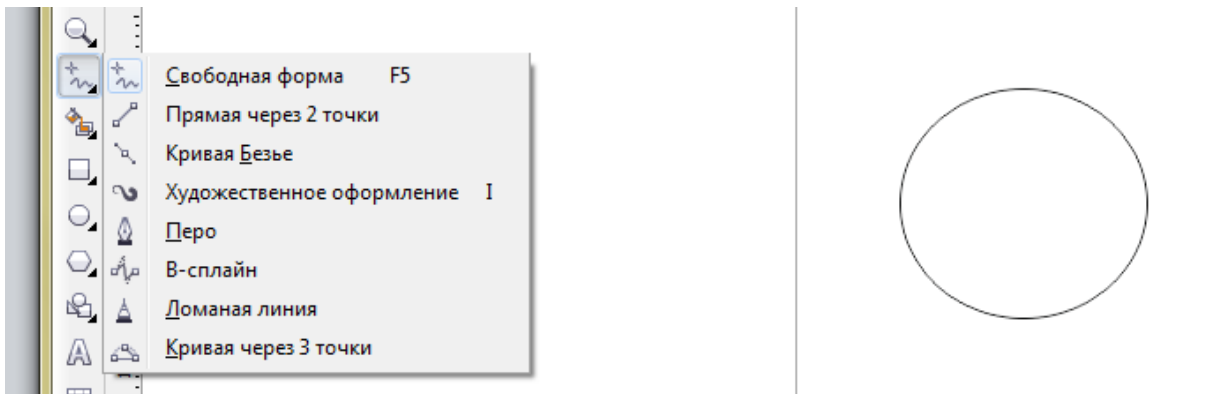 Свободная форма F5
Прямая через 2 точки
Кривая Безье
Художественное оформление I
Перо
В-сплайн
Ломаная линия
Кривая через 3 точки